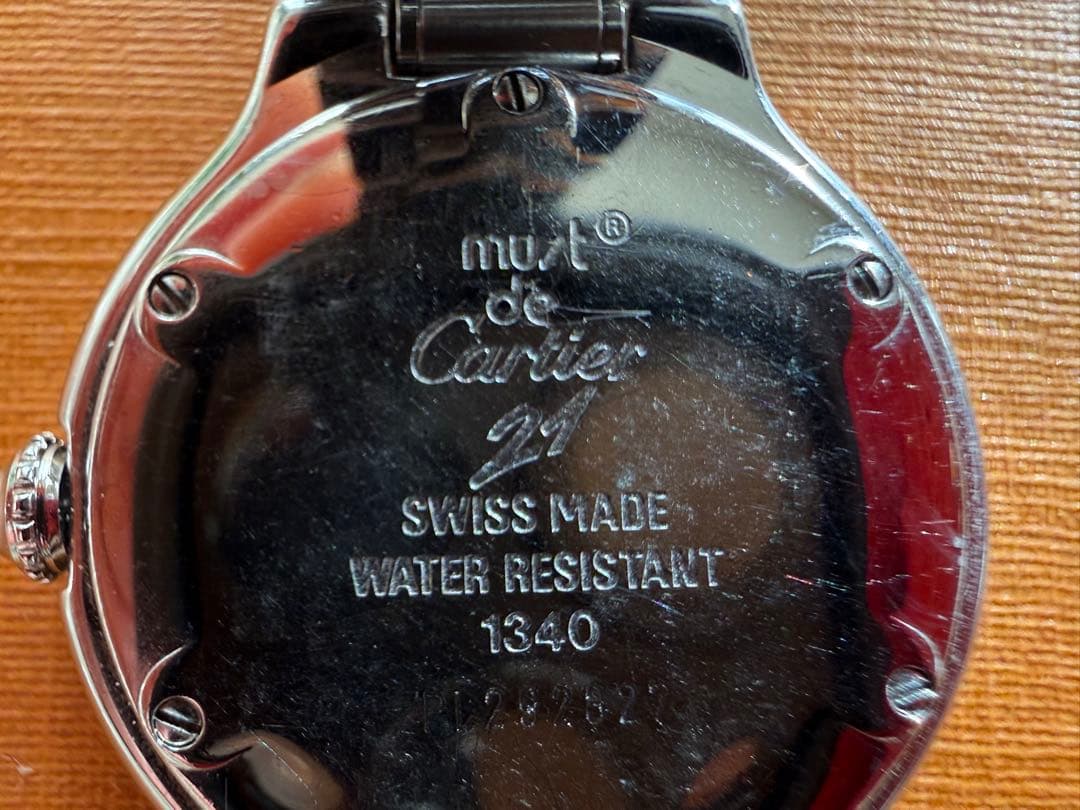 must®
de
Cartier
21
SWISS MADE
WATER RESISTANT
1340